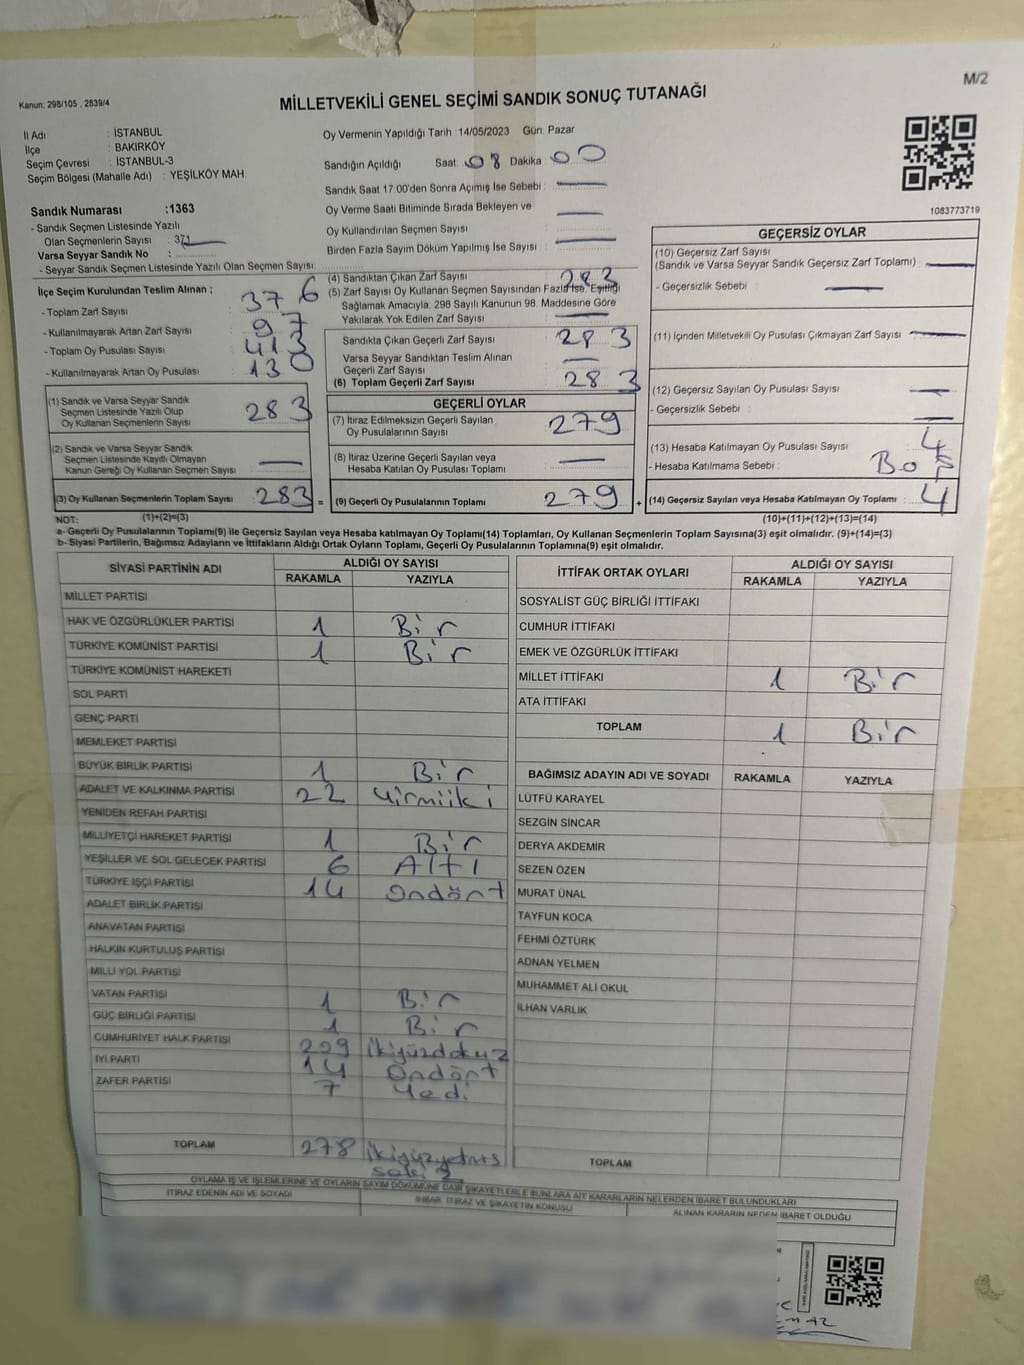 M/2
Kanun: 298/105 , 2839/4
MİLLETVEKİLİ GENEL SEÇİMİ SANDIK SONUÇ TUTANAĞI
İl Adı : İSTANBUL
İlçe : BAKIRKÖY
Seçim Çevresi : İSTANBUL-3
Seçim Bölgesi (Mahalle Adı) : YEŞİLKÖY MAH.
Sandık Numarası :1363
- Sandık Seçmen Listesinde Yazılı
Olan Seçmenlerin Sayısı : 371
Varsa Seyyar Sandık No :
- Seyyar Sandık Seçmen Listesinde Yazılı Olan Seçmen Sayısı :
Oy Vermenin Yapıldığı Tarih : 14/05/2023 Gün: Pazar
Sandığın Açıldığı Saat: 08 Dakika : 00
Sandık Saat 17:00'den Sonra Açımış İse Sebebi :
Oy Verme Saati Bitiminde Sırada Bekleyen ve
Oy Kullandırılan Seçmen Sayısı :
Birden Fazla Sayım Döküm Yapılmış İse Sayısı :
1083773719
İlçe Seçim Kurulundan Teslim Alınan ;
- Toplam Zarf Sayısı : 376
- Kullanılmayarak Artan Zarf Sayısı : 97
- Toplam Oy Pusulası Sayısı : 413
- Kullanılmayarak Artan Oy Pusulası : 130
(1) Sandık ve Varsa Seyyar Sandık
Seçmen Listesinde Yazılı Olup
Oy Kullanan Seçmenlerin Sayısı : 283
(2) Sandık ve Varsa Seyyar Sandık
Seçmen Listesinde Kayıtlı Olmayan
Kanun Gereği Oy Kullanan Seçmen Sayısı :
(3) Oy Kullanan Seçmenlerin Toplam Sayısı : 283 =
(4) Sandıktan Çıkan Zarf Sayısı : 283
(5) Zarf Sayısı Oy Kullanan Seçmen Sayısından Fazla İse, Eşitliği
Sağlamak Amacıyla; 298 Sayılı Kanunun 98. Maddesine Göre
Yakılarak Yok Edilen Zarf Sayısı :
Sandıkta Çıkan Geçerli Zarf Sayısı : 283
Varsa Seyyar Sandıktan Teslim Alınan
Geçerli Zarf Sayısı :
(6) Toplam Geçerli Zarf Sayısı : 283
GEÇERLİ OYLAR
(7) İtiraz Edilmeksizin Geçerli Sayılan
Oy Pusulalarının Sayısı : 279
(8) İtiraz Üzerine Geçerli Sayılan veya
Hesaba Katılan Oy Pusulası Toplamı :
(9) Geçerli Oy Pusulalarının Toplamı : 279 +
GEÇERSİZ OYLAR
(10) Geçersiz Zarf Sayısı
(Sandık ve Varsa Seyyar Sandık Geçersiz Zarf Toplamı) :
- Geçersizlik Sebebi :
(11) İçinden Milletvekili Oy Pusulası Çıkmayan Zarf Sayısı :
(12) Geçersiz Sayılan Oy Pusulası Sayısı :
- Geçersizlik Sebebi :
(13) Hesaba Katılmayan Oy Pusulası Sayısı : 4
- Hesaba Katılmama Sebebi : Boş
(14) Geçersiz Sayılan veya Hesaba Katılmayan Oy Toplamı : 4
NOT: (1)+(2)=(3)
(10)+(11)+(12)+(13)=(14)
a- Geçerli Oy Pusulalarının Toplamı(9) ile Geçersiz Sayılan veya Hesaba katılmayan Oy Toplamı(14) Toplamları, Oy Kullanan Seçmenlerin Toplam Sayısına(3) eşit olmalıdır. (9)+(14)=(3)
b- Siyasi Partilerin, Bağımsız Adayların ve İttifakların Aldığı Ortak Oyların Toplamı, Geçerli Oy Pusulalarının Toplamına(9) eşit olmalıdır.
SİYASİ PARTİNİN ADI
ALDIĞI OY SAYISI
RAKAMLA YAZIYLA
MİLLET PARTİSİ
HAK VE ÖZGÜRLÜKLER PARTİSİ 1 Bir
TÜRKİYE KOMÜNİST PARTİSİ 1 Bir
TÜRKİYE KOMÜNİST HAREKETİ
SOL PARTİ
GENÇ PARTİ
MEMLEKET PARTİSİ
BÜYÜK BİRLİK PARTİSİ 1 Bir
ADALET VE KALKINMA PARTİSİ 22 Yirmiiki
YENİDEN REFAH PARTİSİ
MİLLİYETÇİ HAREKET PARTİSİ 1 Bir
YEŞİLLER VE SOL GELECEK PARTİSİ 6 Altı
TÜRKİYE İŞÇİ PARTİSİ 14 Ondört
ADALET BİRLİK PARTİSİ
ANAVATAN PARTİSİ
HALKIN KURTULUŞ PARTİSİ
MİLLİ YOL PARTİSİ
VATAN PARTİSİ 1 Bir
GÜÇ BİRLİĞİ PARTİSİ 1 Bir
CUMHURİYET HALK PARTİSİ 209 ikiyüzdokuz
İYİ PARTİ 14 Ondört
ZAFER PARTİSİ 7 Yedi
TOPLAM 278
İTTİFAK ORTAK OYLARI
ALDIĞI OY SAYISI
RAKAMLA YAZIYLA
SOSYALİST GÜÇ BİRLİĞİ İTTİFAKI
CUMHUR İTTİFAKI
EMEK VE ÖZGÜRLÜK İTTİFAKI
MİLLET İTTİFAKI 1 Bir
ATA İTTİFAKI
TOPLAM 1 Bir
BAĞIMSIZ ADAYIN ADI VE SOYADI RAKAMLA YAZIYLA
LÜTFÜ KARAYEL
SEZGİN SİNCAR
DERYA AKDEMİR
SEZEN ÖZEN
MURAT ÜNAL
TAYFUN KOCA
FEHMİ ÖZTÜRK
ADNAN YELMEN
MUHAMMET ALİ OKUL
İLHAN VARLIK
TOPLAM
OYLAMA İŞ VE İŞLEMLERİNE VE OYLARIN SAYIM DÖKÜMÜNE DAİR ŞİKAYETLERLE BUNLARA AİT KARARLARIN NELERDEN İBARET BULUNDUKLARI
İTİRAZ EDENİN ADI VE SOYADI
İHBAR, İTİRAZ VE ŞİKAYETİN KONUSU
ALINAN KARARIN NEDEN İBARET OLDUĞU